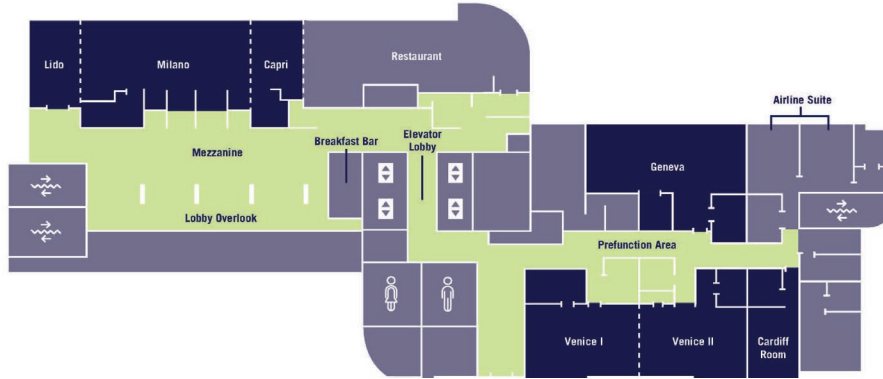 Restaurant
Lido
Milano
Capri
Airline Suite
Breakfast Bar
Elevator
Lobby
Mezzanine
Geneva
Lobby Overlook
Prefunction Area
Venice I
Venice II
Cardiff
Room